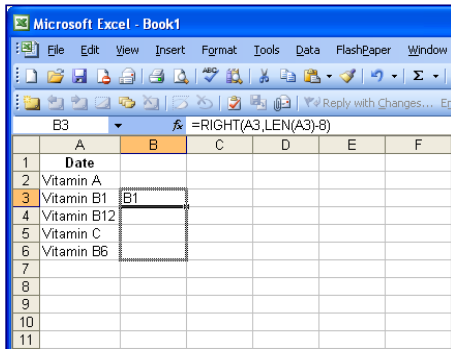 Microsoft Excel - Book1
File Edit View Insert Format Tools Data FlashPaper Window
Reply with Changes...
B3 fx =RIGHT(A3,LEN(A3)-8)
A B C D E F
1 Date
2 Vitamin A
3 Vitamin B1 B1
4 Vitamin B12
5 Vitamin C
6 Vitamin B6
7
8
9
10
11